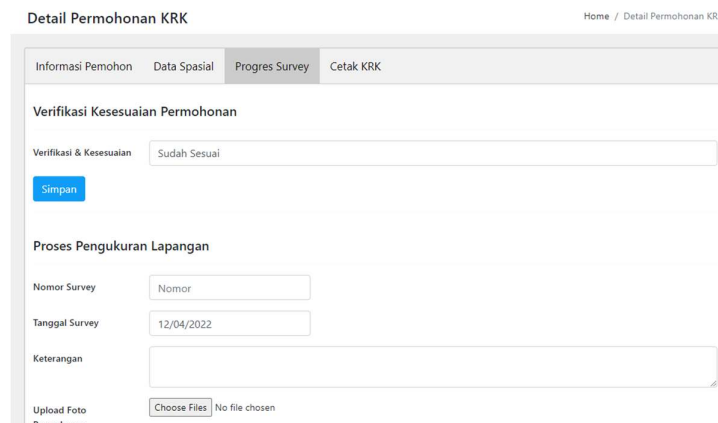 Detail Permohonan KRK
Home / Detail Permohonan KR
Informasi Pemohon Data Spasial Progres Survey Cetak KRK
Verifikasi Kesesuaian Permohonan
Verifikasi & Kesesuaian Sudah Sesuai
Simpan
Proses Pengukuran Lapangan
Nomor Survey Nomor
Tanggal Survey 12/04/2022
Keterangan
Upload Foto Choose Files No file chosen